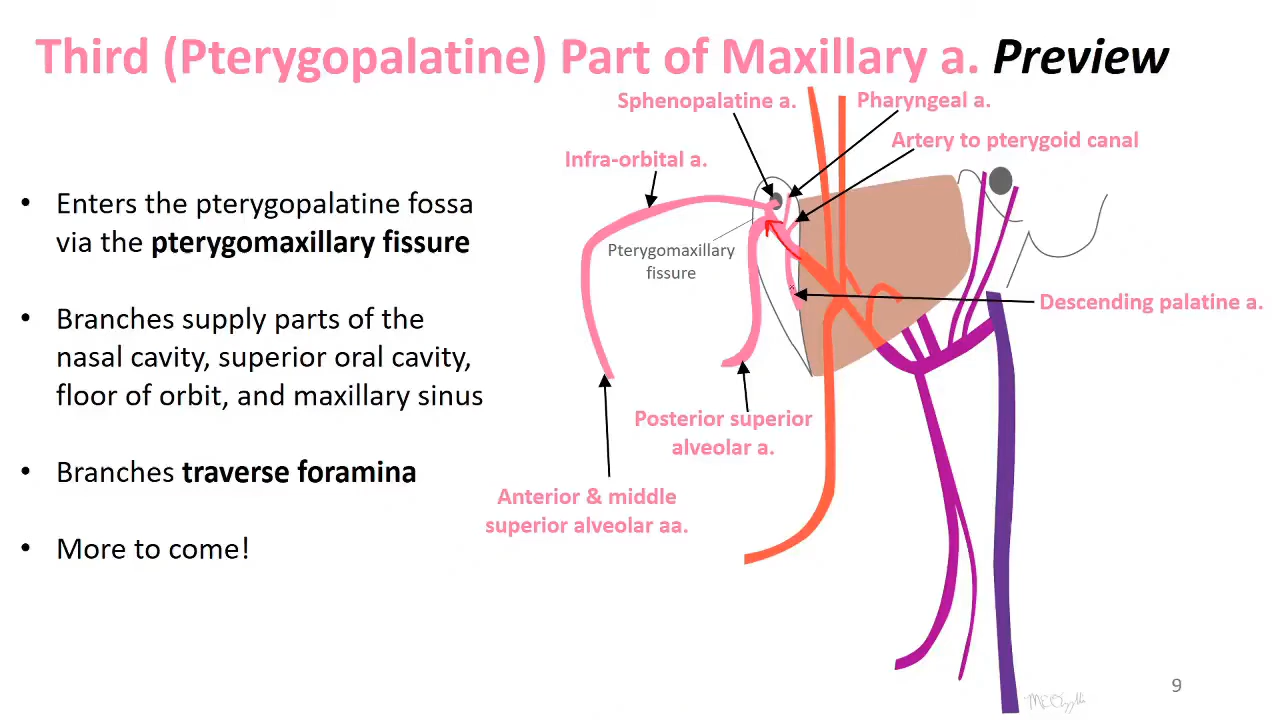 Third (Pterygopalatine) Part of Maxillary a. Preview
• Enters the pterygopalatine fossa
via the pterygomaxillary fissure
• Branches supply parts of the
nasal cavity, superior oral cavity,
floor of orbit, and maxillary sinus
• Branches traverse foramina
• More to come!
Sphenopalatine a.
Pharyngeal a.
Artery to pterygoid canal
Infra-orbital a.
Pterygomaxillary
fissure
Descending palatine a.
Posterior superior
alveolar a.
Anterior & middle
superior alveolar aa.
9